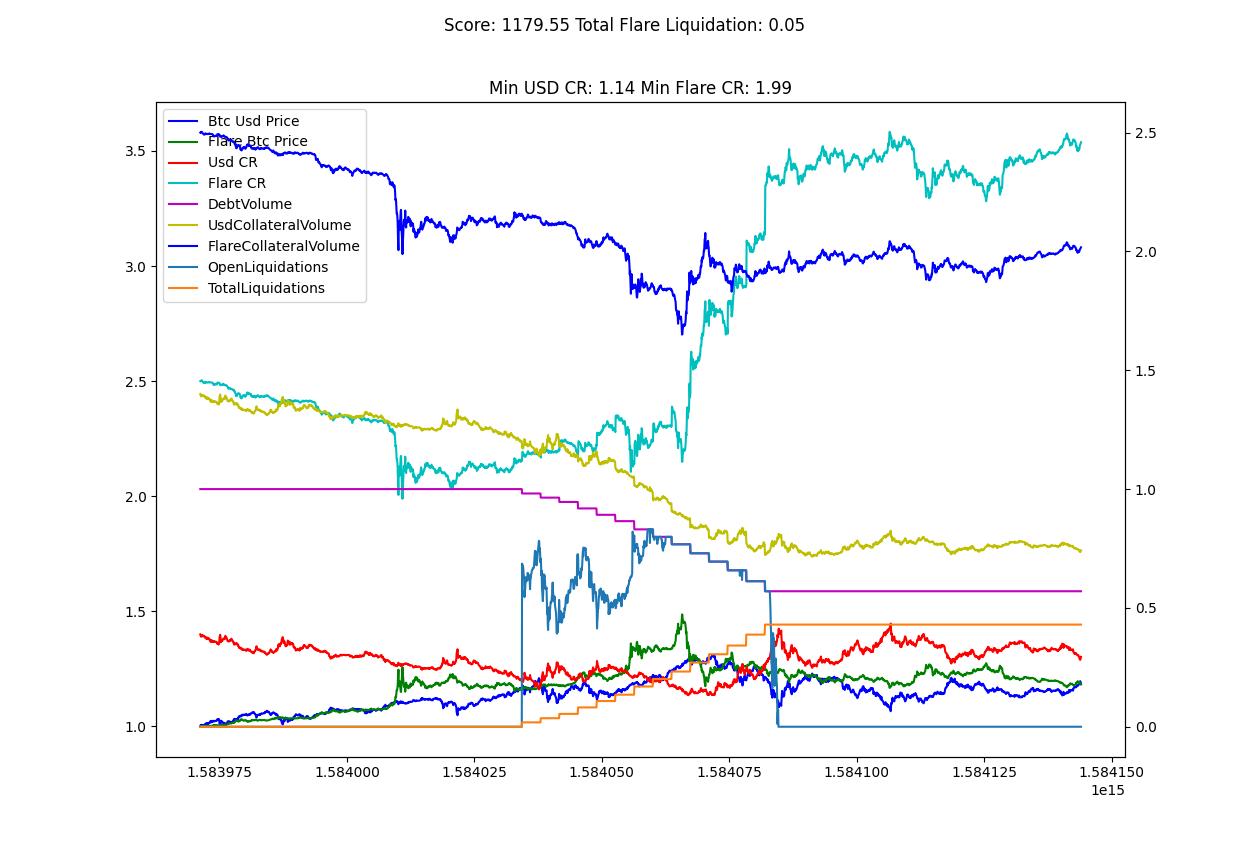 Score: 1179.55 Total Flare Liquidation: 0.05
Min USD CR: 1.14 Min Flare CR: 1.99
Btc Usd Price
Flare Btc Price
Usd CR
Flare CR
DebtVolume
UsdCollateralVolume
FlareCollateralVolume
OpenLiquidations
TotalLiquidations
3.5
3.0
2.5
2.0
1.5
1.0
2.5
2.0
1.5
1.0
0.5
0.0
1.583975 1.584000 1.584025 1.584050 1.584075 1.584100 1.584125 1.584150
1e15